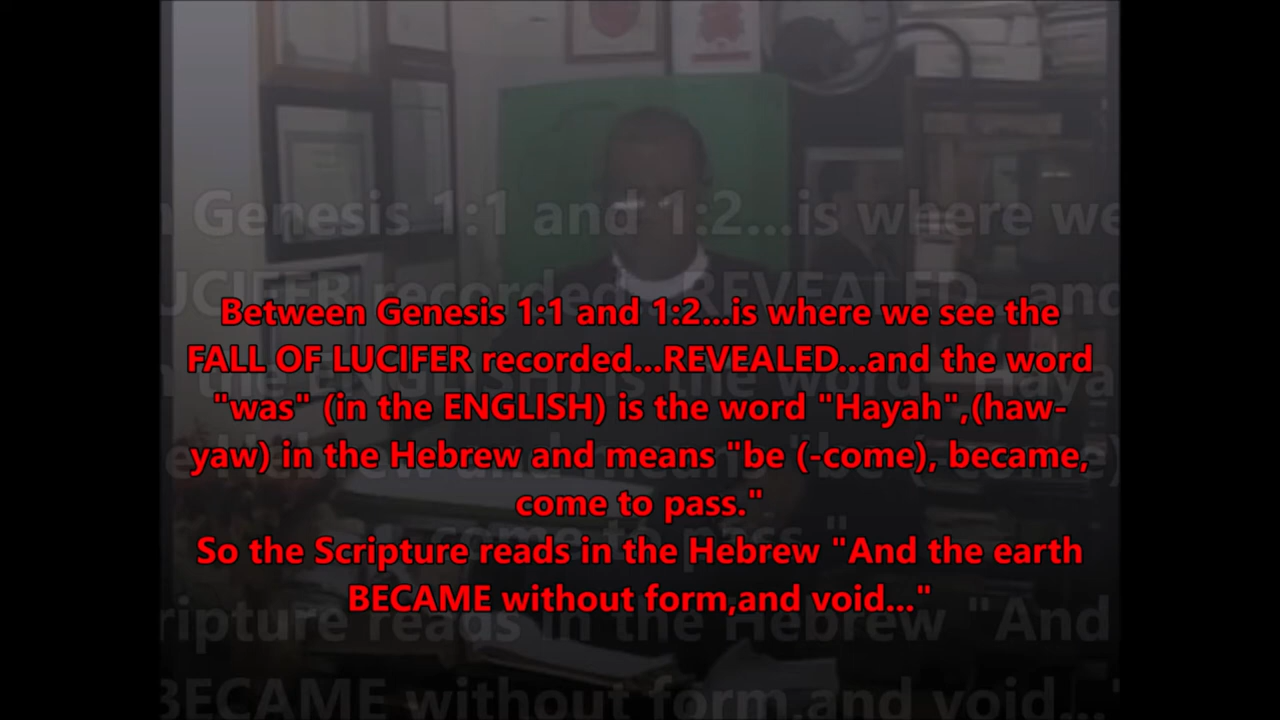 Between Genesis 1:1 and 1:2...is where we see the
FALL OF LUCIFER recorded...REVEALED...and the word
"was" (in the ENGLISH) is the word "Hayah",(haw-
yaw) in the Hebrew and means "be (-come), became,
come to pass."
So the Scripture reads in the Hebrew "And the earth
BECAME without form,and void..."